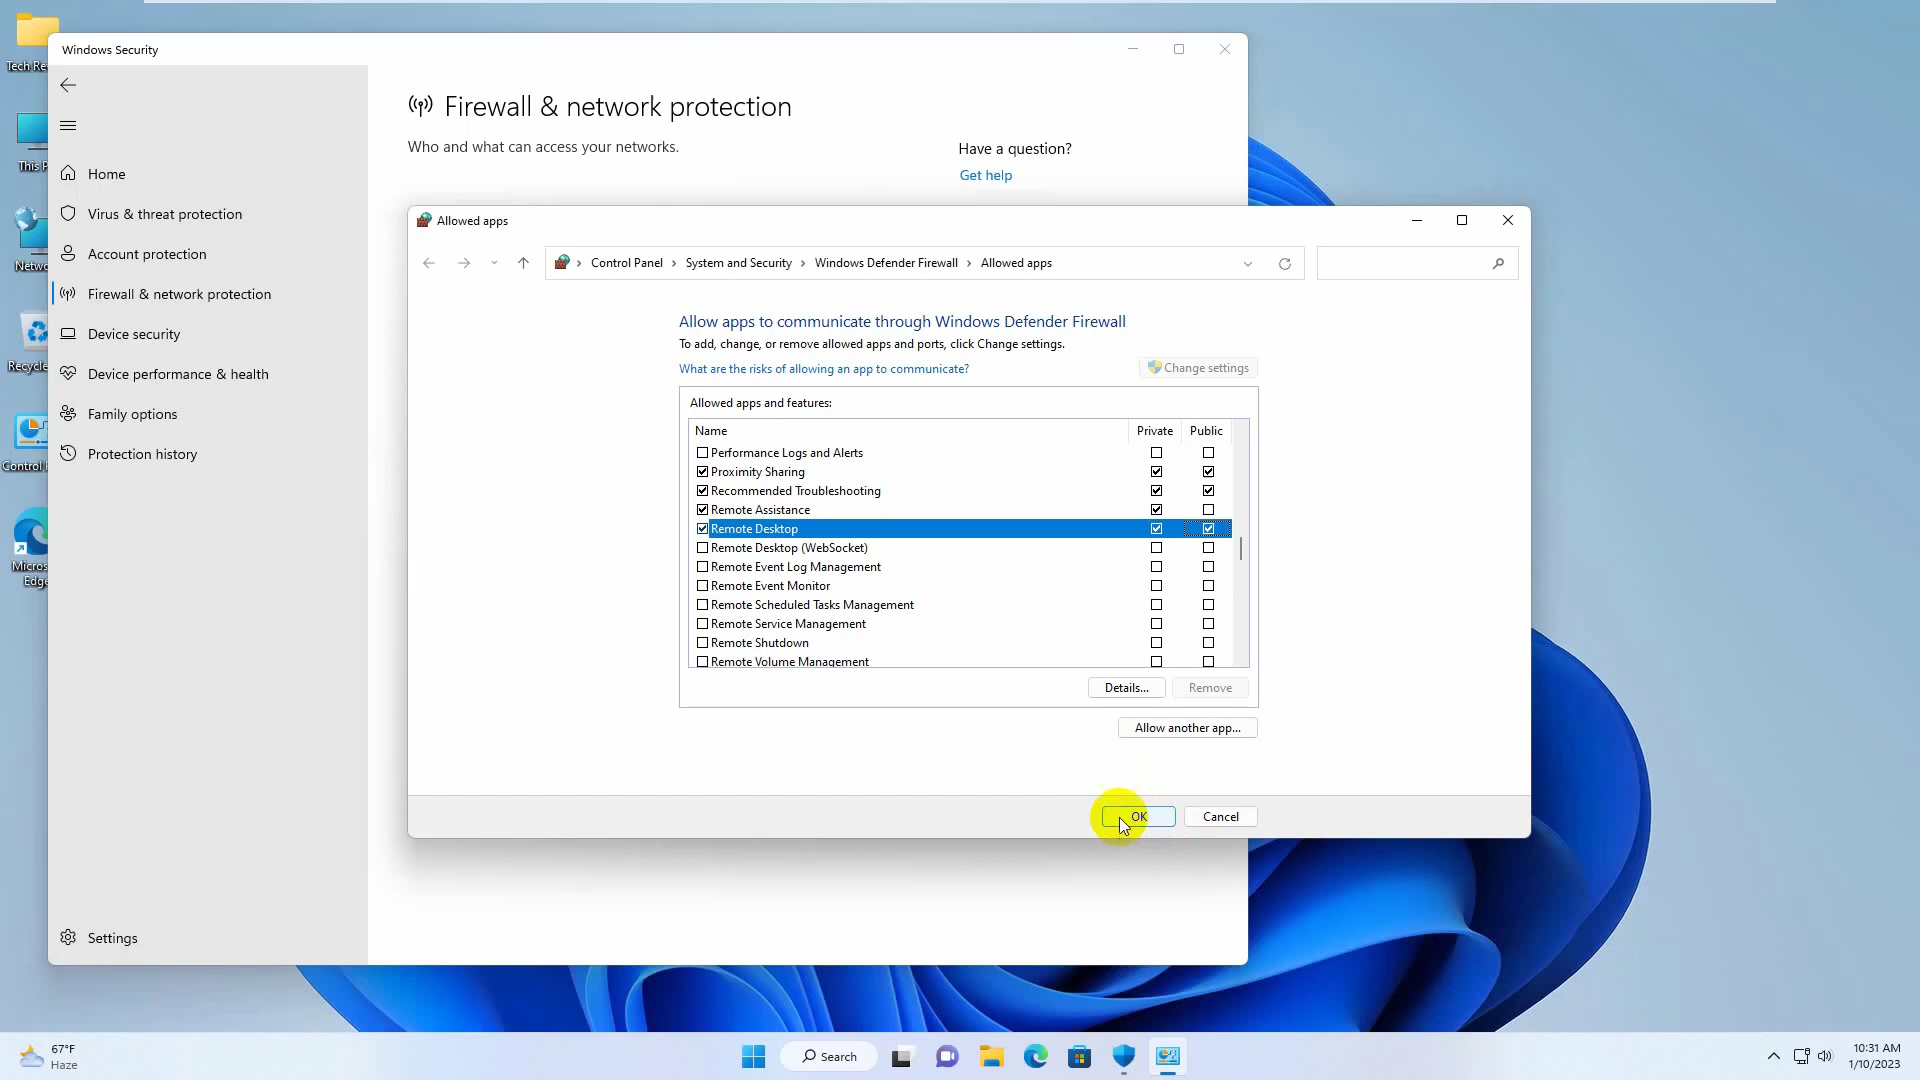 Tech Re
This P
Netwo
Recycle
Control
Micros
Edge
Windows Security
Home
Virus & threat protection
Account protection
Firewall & network protection
Device security
Device performance & health
Family options
Protection history
Settings
Firewall & network protection
Who and what can access your networks.
Have a question?
Get help
Allowed apps
Control Panel > System and Security > Windows Defender Firewall > Allowed apps
Allow apps to communicate through Windows Defender Firewall
To add, change, or remove allowed apps and ports, click Change settings.
What are the risks of allowing an app to communicate?
Change settings
Allowed apps and features:
Name Private Public
Performance Logs and Alerts
Proximity Sharing
Recommended Troubleshooting
Remote Assistance
Remote Desktop
Remote Desktop (WebSocket)
Remote Event Log Management
Remote Event Monitor
Remote Scheduled Tasks Management
Remote Service Management
Remote Shutdown
Remote Volume Management
Details... Remove
Allow another app...
OK Cancel
67°F
Haze
Search
10:31 AM
1/10/2023